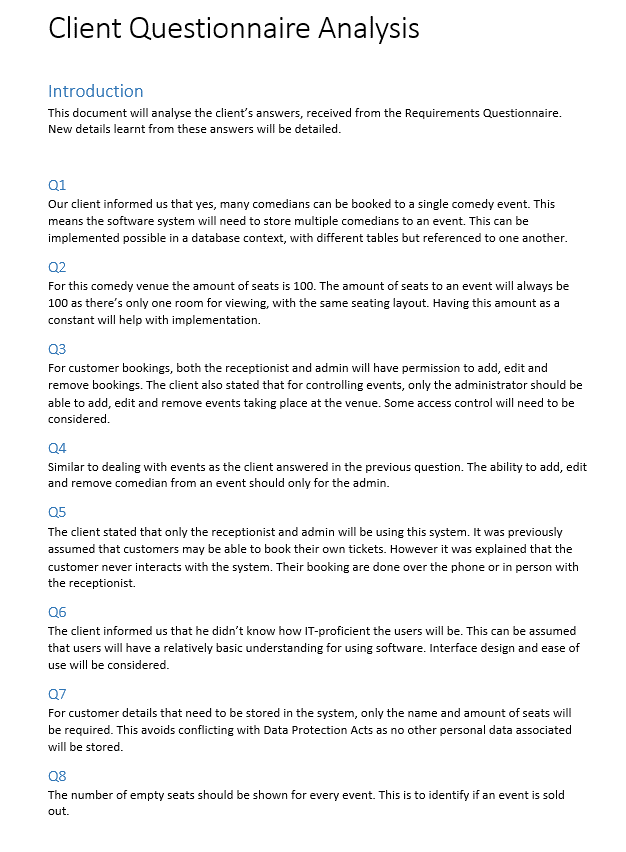 Client Questionnaire Analysis
Introduction
This document will analyse the client's answers, received from the Requirements Questionnaire.
New details learnt from these answers will be detailed.
Q1
Our client informed us that yes, many comedians can be booked to a single comedy event. This
means the software system will need to store multiple comedians to an event. This can be
implemented possible in a database context, with different tables but referenced to one another.
Q2
For this comedy venue the amount of seats is 100. The amount of seats to an event will always be
100 as there's only one room for viewing, with the same seating layout. Having this amount as a
constant will help with implementation.
Q3
For customer bookings, both the receptionist and admin will have permission to add, edit and
remove bookings. The client also stated that for controlling events, only the administrator should be
able to add, edit and remove events taking place at the venue. Some access control will need to be
considered.
Q4
Similar to dealing with events as the client answered in the previous question. The ability to add, edit
and remove comedian from an event should only for the admin.
Q5
The client stated that only the receptionist and admin will be using this system. It was previously
assumed that customers may be able to book their own tickets. However it was explained that the
customer never interacts with the system. Their booking are done over the phone or in person with
the receptionist.
Q6
The client informed us that he didn't know how IT-proficient the users will be. This can be assumed
that users will have a relatively basic understanding for using software. Interface design and ease of
use will be considered.
Q7
For customer details that need to be stored in the system, only the name and amount of seats will
be required. This avoids conflicting with Data Protection Acts as no other personal data associated
will be stored.
Q8
The number of empty seats should be shown for every event. This is to identify if an event is sold
out.